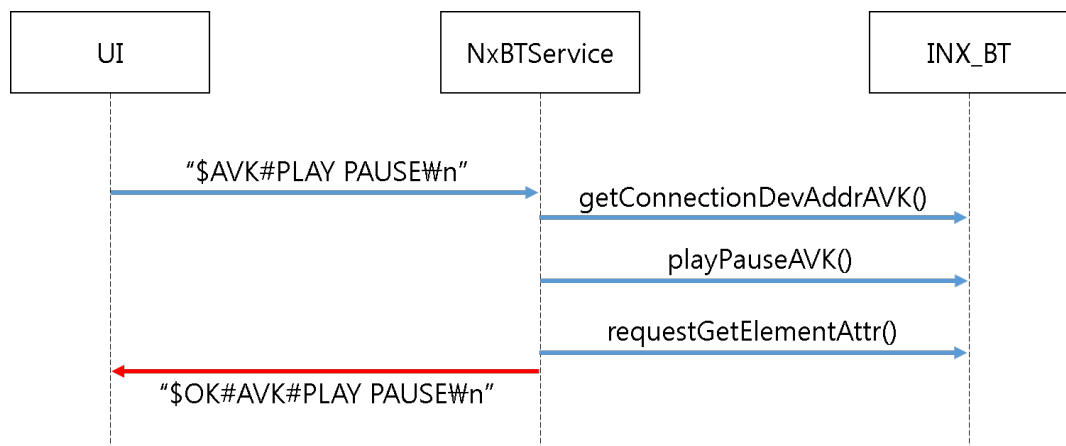 UI
NxBTService
INX_BT
“$AVK#PLAY PAUSE₩n”
getConnectionDevAddrAVK()
playPauseAVK()
requestGetElementAttr()
“$OK#AVK#PLAY PAUSE₩n”